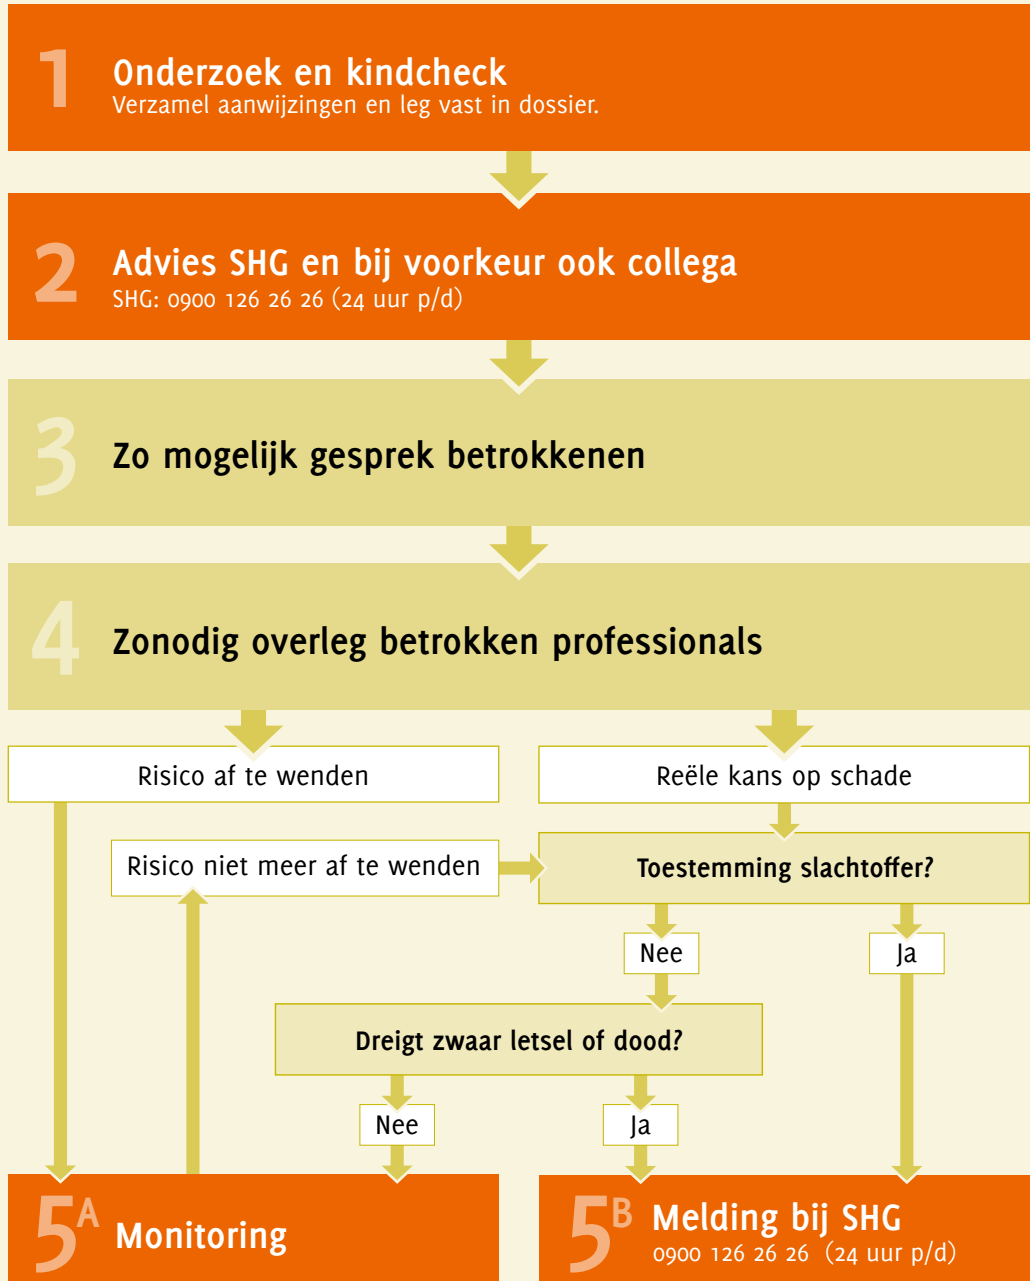 1
Onderzoek en kindcheck
Verzamel aanwijzingen en leg vast in dossier.
2
Advies SHG en bij voorkeur ook collega
SHG: 0900 126 26 26 (24 uur p/d)
3
Zo mogelijk gesprek betrokkenen
4
Zonodig overleg betrokken professionals
Risico af te wenden
Reële kans op schade
Risico niet meer af te wenden
Toestemming slachtoffer?
Nee
Ja
Dreigt zwaar letsel of dood?
Nee
Ja
5A
Monitoring
5B
Melding bij SHG
0900 126 26 26 (24 uur p/d)